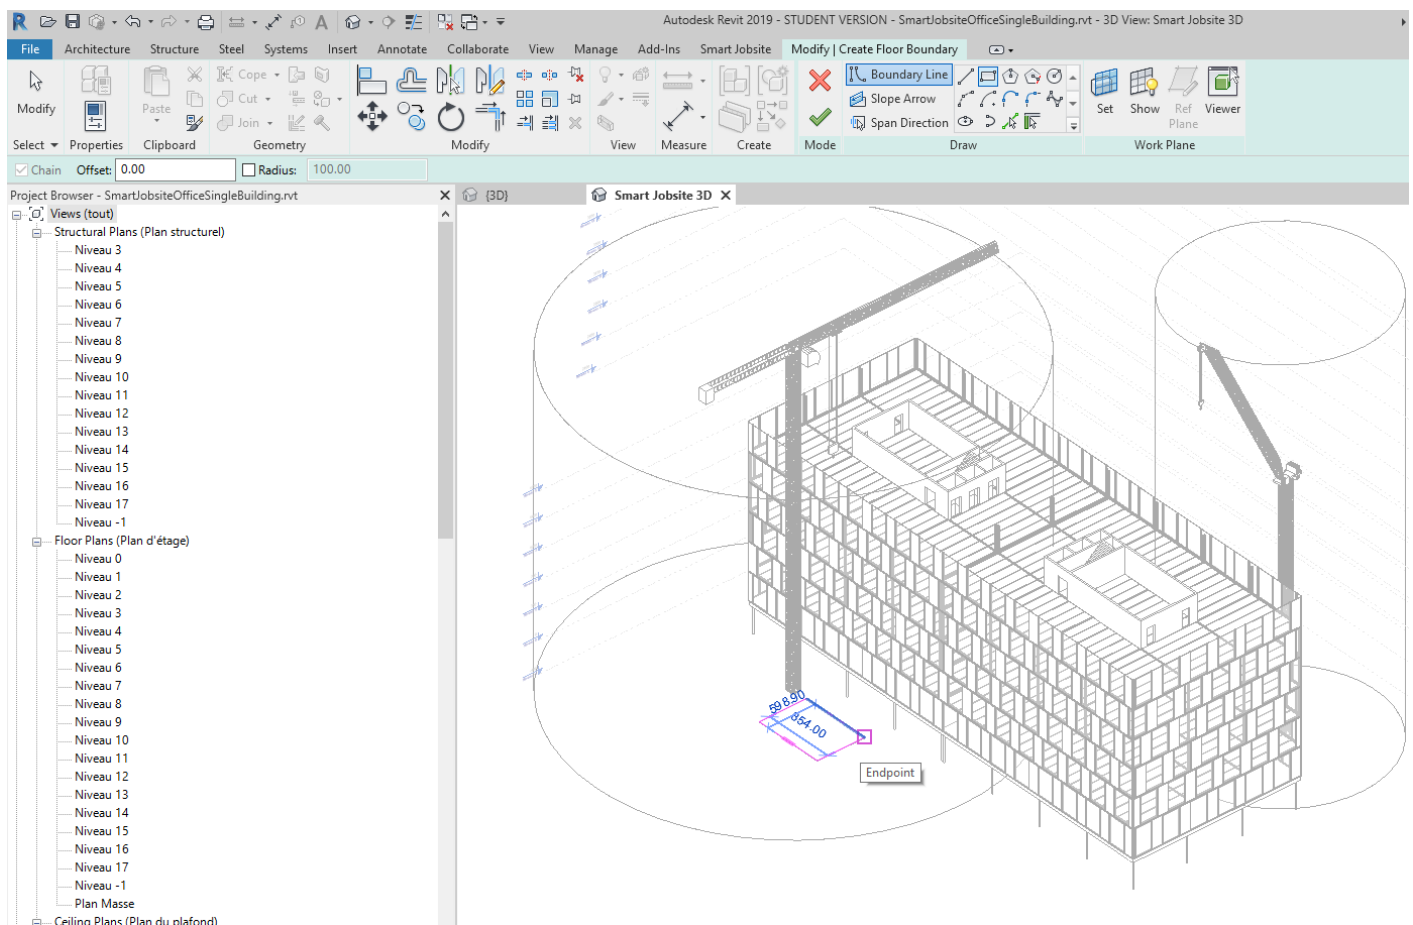 Autodesk Revit 2019 - STUDENT VERSION - SmartJobsiteOfficeSingleBuilding.rvt - 3D View: Smart Jobsite 3D
File Architecture Structure Steel Systems Insert Annotate Collaborate View Manage Add-Ins Smart Jobsite Modify | Create Floor Boundary
Modify
Paste
Cope
Cut
Join
Boundary Line
Slope Arrow
Span Direction
Set Show Ref Plane Viewer
Select Properties Clipboard Geometry Modify View Measure Create Mode Draw Work Plane
Chain Offset: 0.00 Radius: 100.00
Project Browser - SmartJobsiteOfficeSingleBuilding.rvt
{3D} Smart Jobsite 3D
Views (tout)
Structural Plans (Plan structurel)
Niveau 3
Niveau 4
Niveau 5
Niveau 6
Niveau 7
Niveau 8
Niveau 9
Niveau 10
Niveau 11
Niveau 12
Niveau 13
Niveau 14
Niveau 15
Niveau 16
Niveau 17
Niveau -1
Floor Plans (Plan d'étage)
Niveau 0
Niveau 1
Niveau 2
Niveau 3
Niveau 4
Niveau 5
Niveau 6
Niveau 7
Niveau 8
Niveau 9
Niveau 10
Niveau 11
Niveau 12
Niveau 13
Niveau 14
Niveau 15
Niveau 16
Niveau 17
Niveau -1
Plan Masse
Ceiling Plans (Plan du plafond)
598.90
854.00
Endpoint